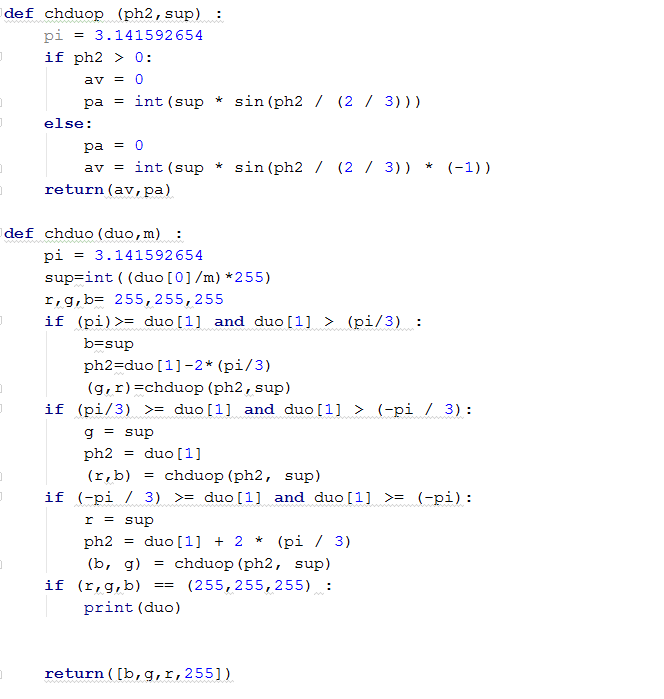 def chduop (ph2,sup) :
    pi = 3.141592654
    if ph2 > 0:
        av = 0
        pa = int(sup * sin(ph2 / (2 / 3)))
    else:
        pa = 0
        av = int(sup * sin(ph2 / (2 / 3)) * (-1))
    return(av,pa)

def chduo(duo,m) :
    pi = 3.141592654
    sup=int((duo[0]/m)*255)
    r,g,b= 255,255,255
    if (pi)>= duo[1] and duo[1] > (pi/3) :
        b=sup
        ph2=duo[1]-2*(pi/3)
        (g,r)=chduop(ph2,sup)
    if (pi/3) >= duo[1] and duo[1] > (-pi / 3):
        g = sup
        ph2 = duo[1]
        (r,b) = chduop(ph2, sup)
    if (-pi / 3) >= duo[1] and duo[1] >= (-pi):
        r = sup
        ph2 = duo[1] + 2 * (pi / 3)
        (b, g) = chduop(ph2, sup)
    if (r,g,b) == (255,255,255) :
        print(duo)


    return([b,g,r,255])